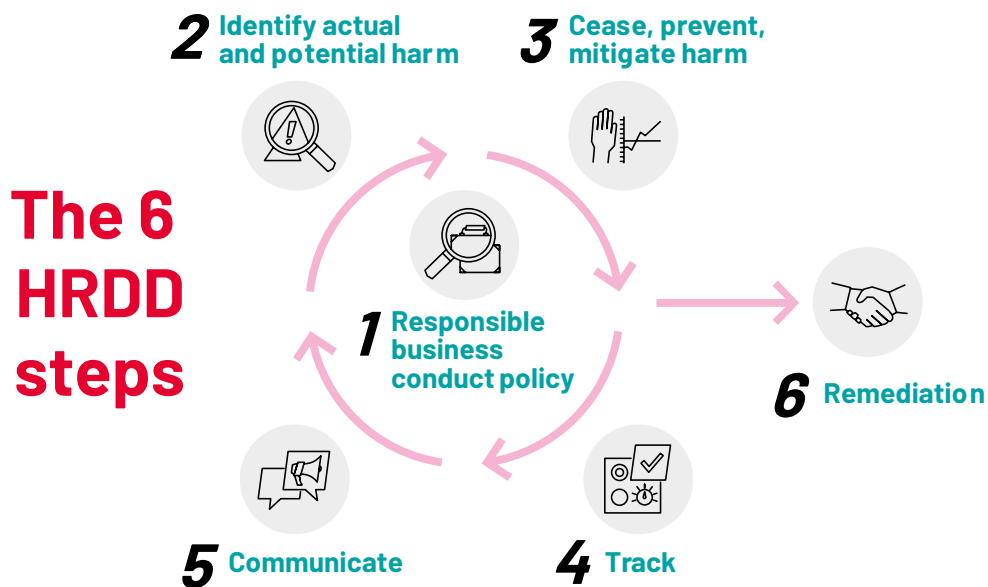 The 6
HRDD
steps
1 Responsible
business
conduct policy
2 Identify actual
and potential harm
3 Cease, prevent,
mitigate harm
4 Track
5 Communicate
6 Remediation